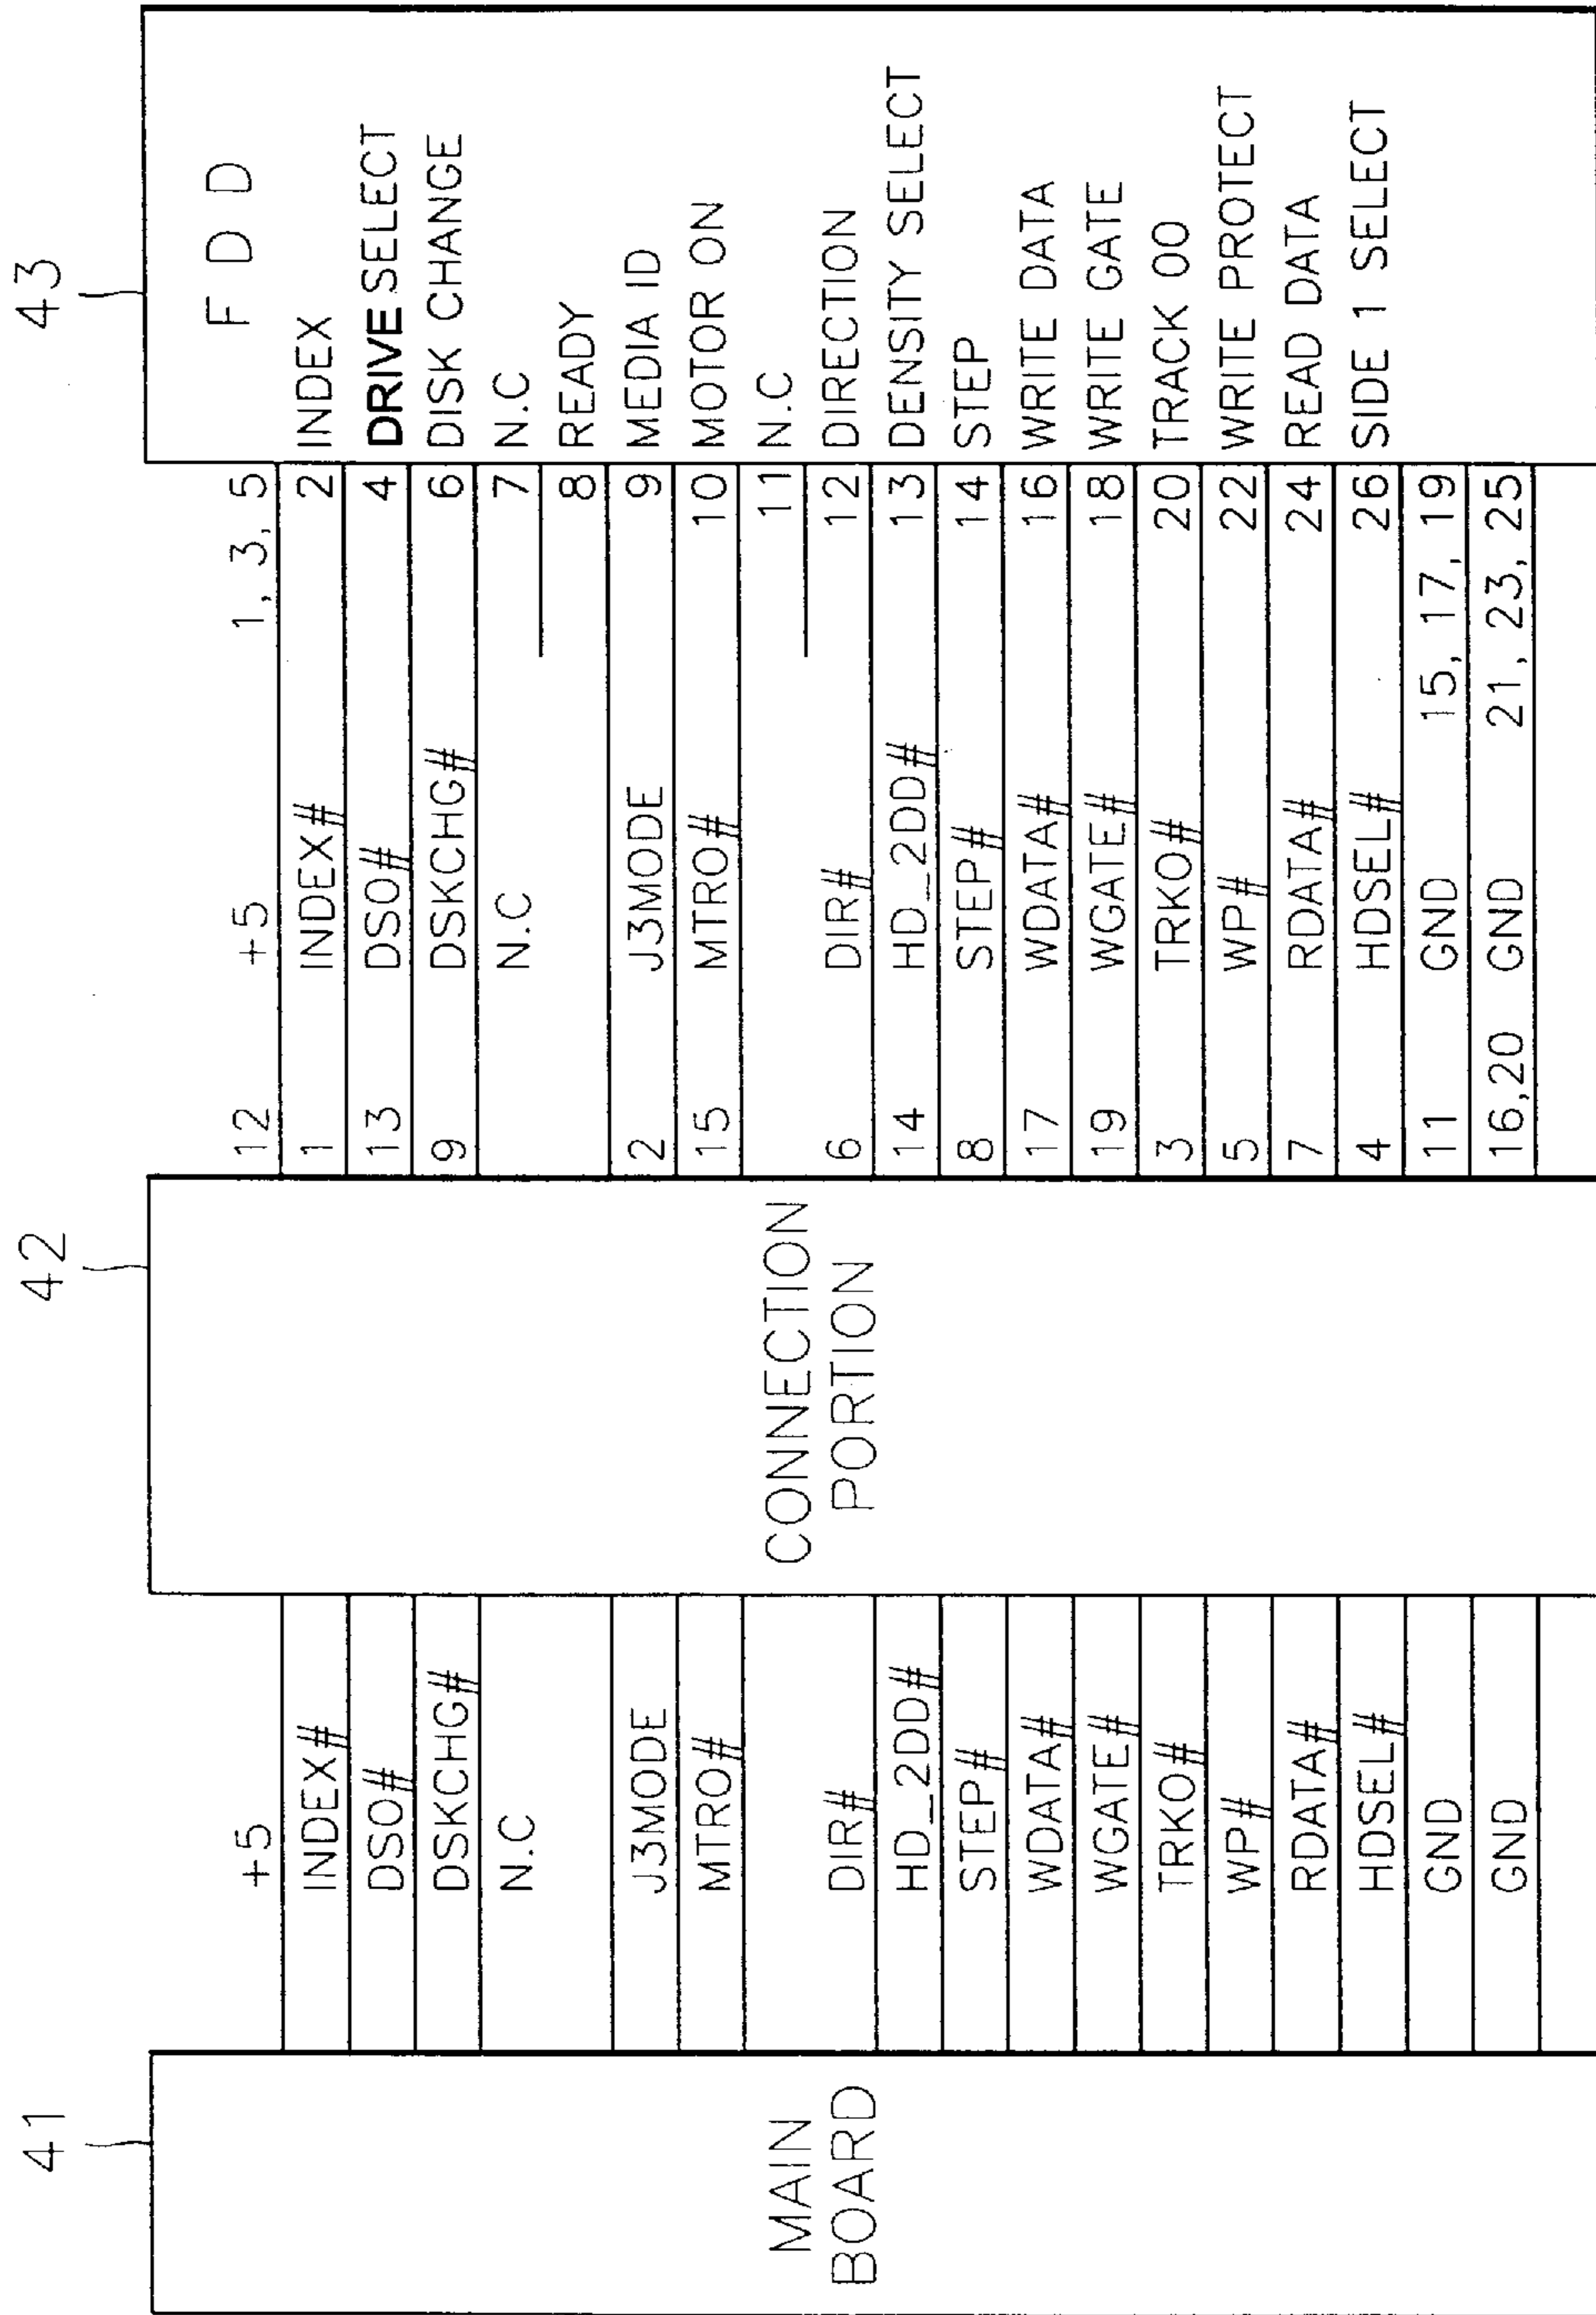 41
42
43
MAIN
BOARD
CONNECTION
PORTION
F D D
+5
12 +5 1, 3, 5
INDEX#
1 INDEX# 2 INDEX
DSO#
13 DSO# 4 DRIVE SELECT
DSKCHG#
9 DSKCHG# 6 DISK CHANGE
N.C
N.C 7 N.C
8 READY
J3MODE
2 J3MODE 9 MEDIA ID
MTRO#
15 MTRO# 10 MOTOR ON
11 N.C
DIR#
6 DIR# 12 DIRECTION
HD_2DD#
14 HD_2DD# 13 DENSITY SELECT
STEP#
8 STEP# 14 STEP
WDATA#
17 WDATA# 16 WRITE DATA
WGATE#
19 WGATE# 18 WRITE GATE
TRKO#
3 TRKO# 20 TRACK 00
WP#
5 WP# 22 WRITE PROTECT
RDATA#
7 RDATA# 24 READ DATA
HDSEL#
4 HDSEL# 26 SIDE 1 SELECT
GND
11 GND 15, 17, 19
GND
16,20 GND 21, 23, 25